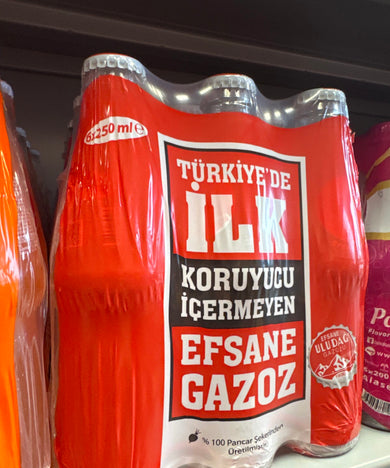 6x250 ml e
TÜRKİYE'DE
İLK
KORUYUCU
İÇERMEYEN
EFSANE
GAZOZ
% 100 Pancar Şekerinden
Üretilmiştir
EFSANE
ULUDAĞ
GAZOZ